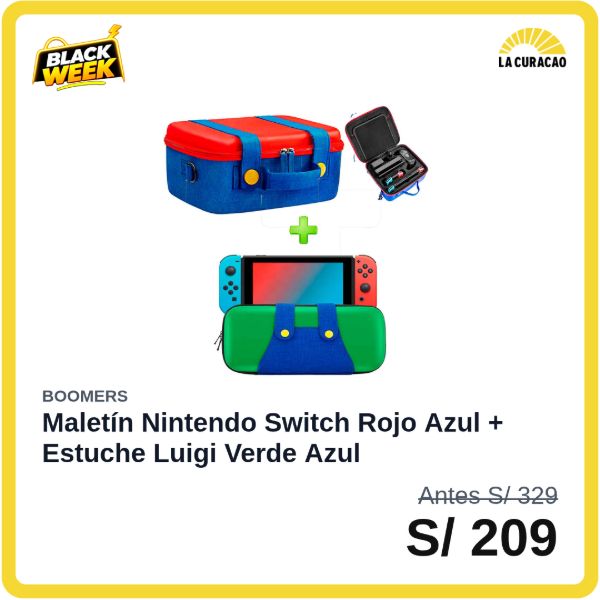 BLACK
WEEK
LA CURACAO
BOOMERS
Maletín Nintendo Switch Rojo Azul +
Estuche Luigi Verde Azul
Antes S/ 329
S/ 209